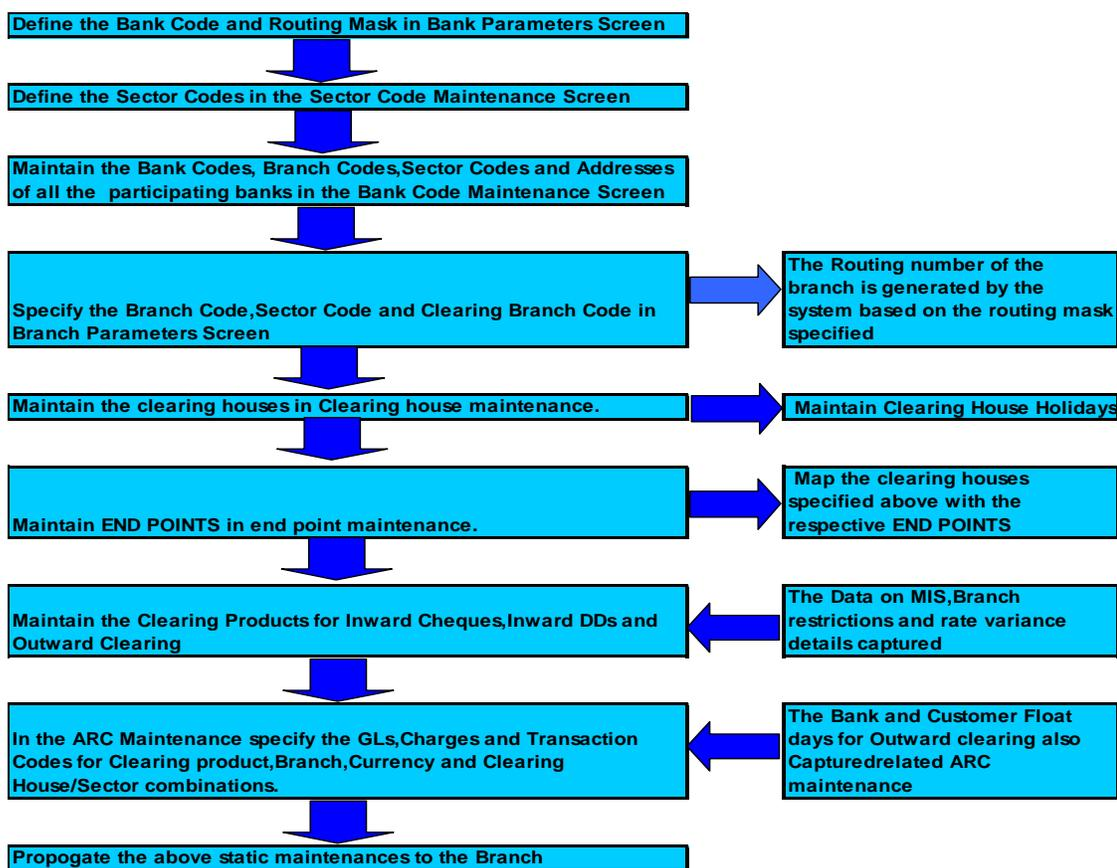 Define the Bank Code and Routing Mask in Bank Parameters Screen
Define the Sector Codes in the Sector Code Maintenance Screen
Maintain the Bank Codes, Branch Codes,Sector Codes and Addresses
of all the participating banks in the Bank Code Maintenance Screen
Specify the Branch Code,Sector Code and Clearing Branch Code in
Branch Parameters Screen
The Routing number of the
branch is generated by the
system based on the routing mask
specified
Maintain the clearing houses in Clearing house maintenance.
Maintain Clearing House Holidays
Maintain END POINTS in end point maintenance.
Map the clearing houses
specified above with the
respective END POINTS
Maintain the Clearing Products for Inward Cheques,Inward DDs and
Outward Clearing
The Data on MIS,Branch
restrictions and rate variance
details captured
In the ARC Maintenance specify the GLs,Charges and Transaction
Codes for Clearing product,Branch,Currency and Clearing
House/Sector combinations.
The Bank and Customer Float
days for Outward clearing also
Capturedrelated ARC
maintenance
Propogate the above static maintenances to the Branch